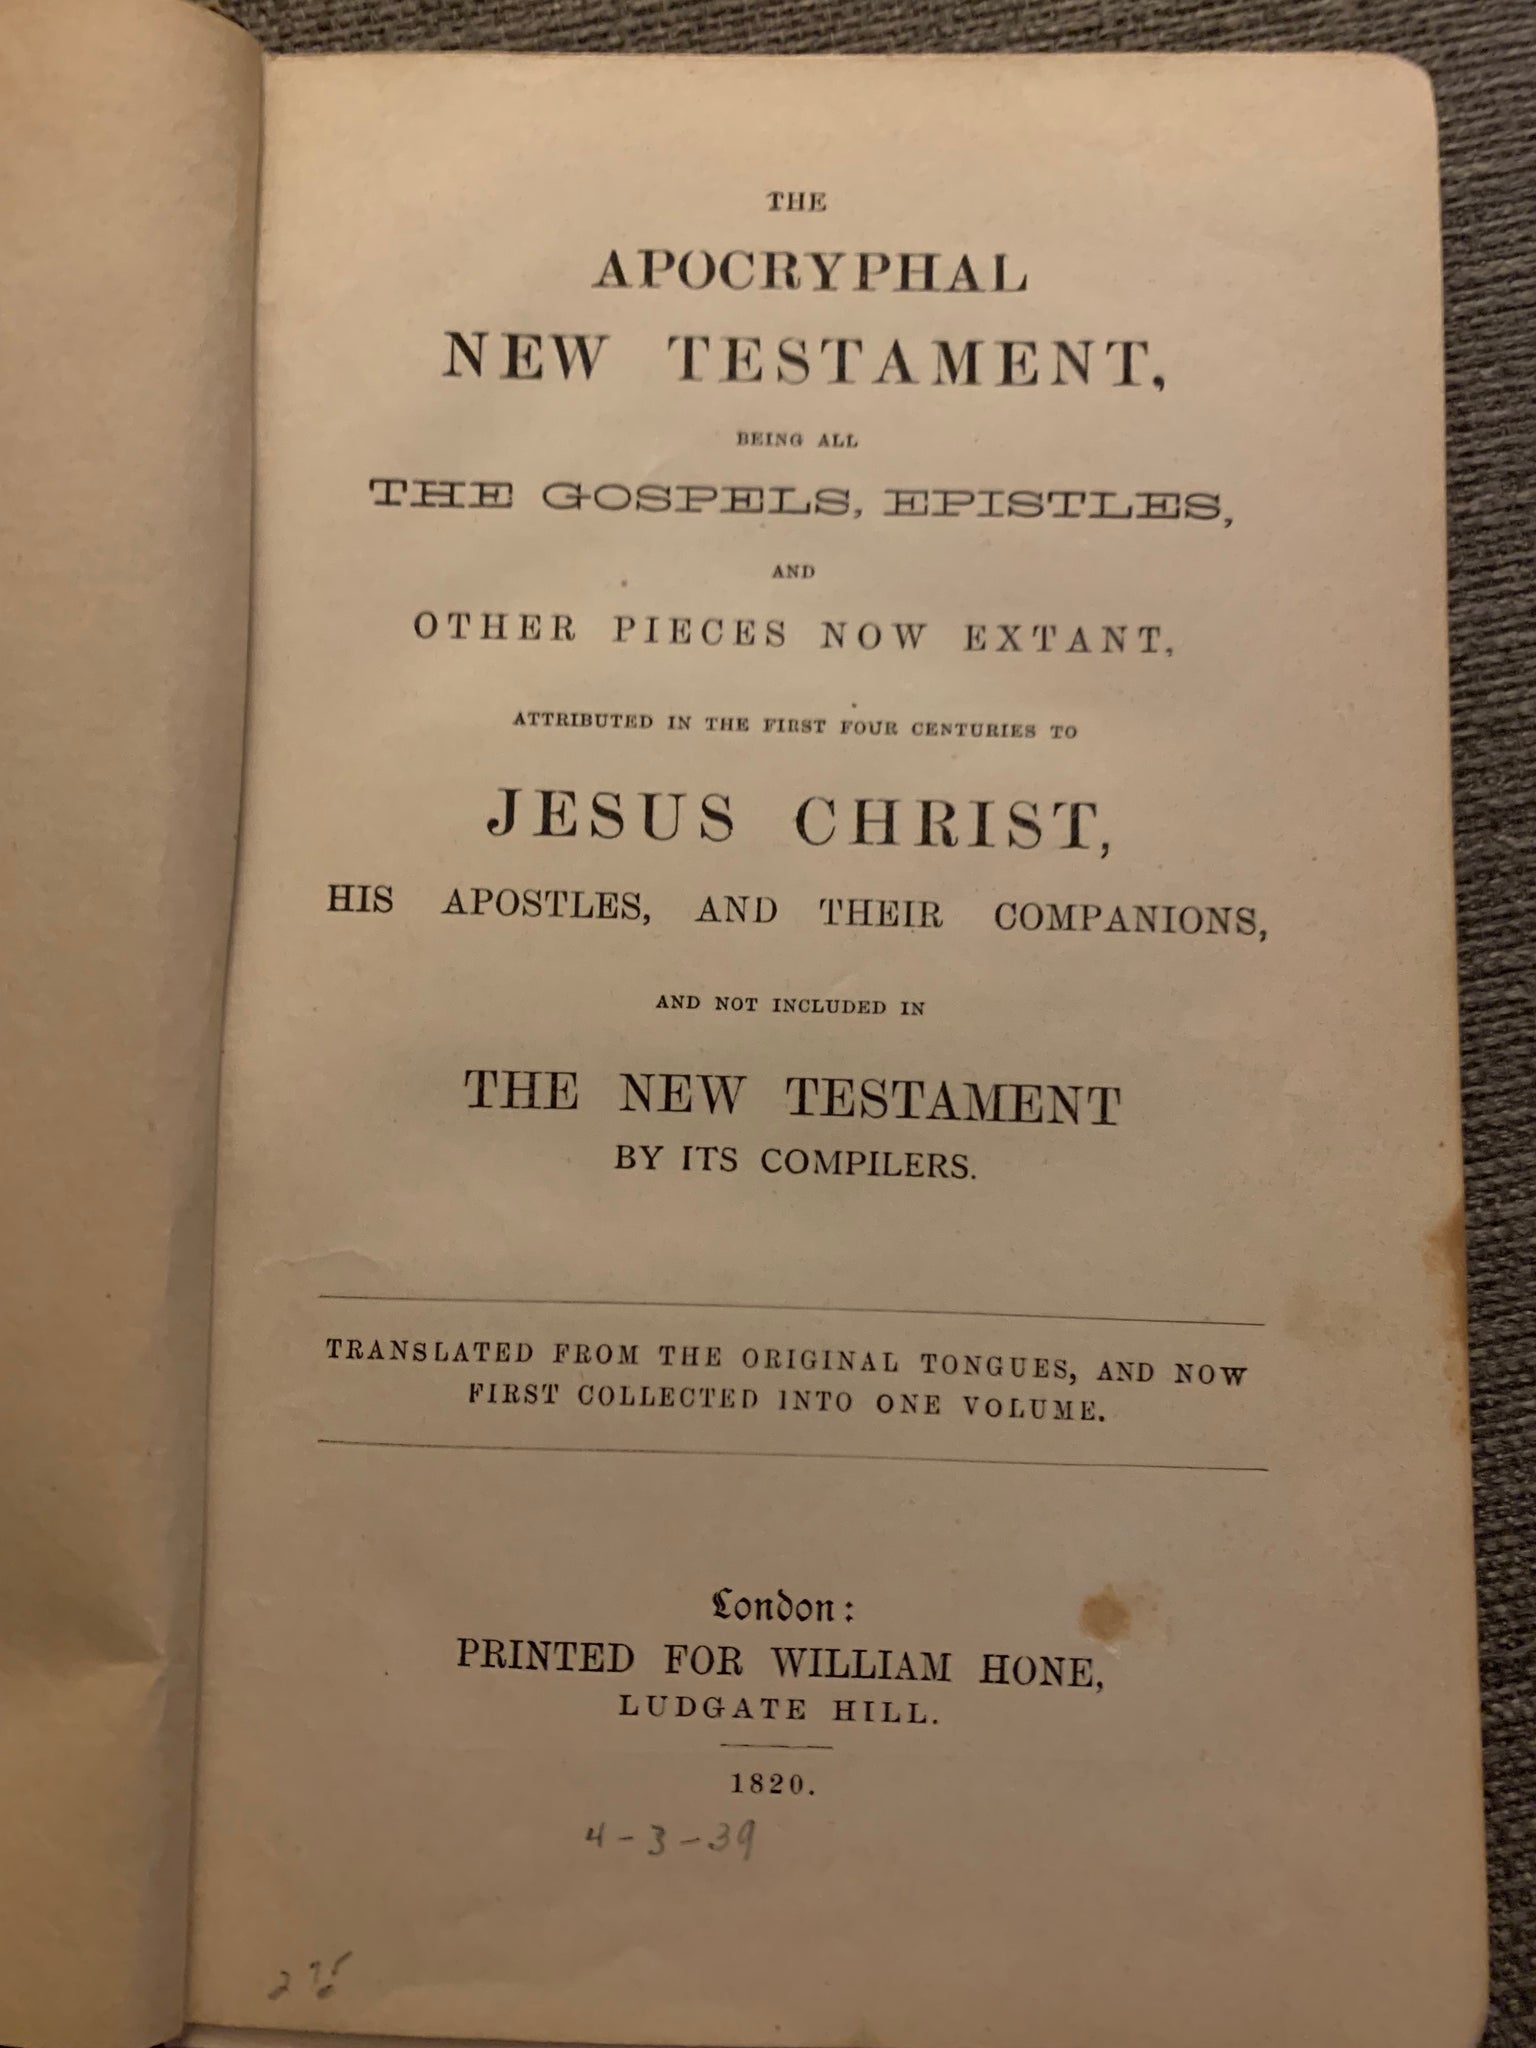 THE
APOCRYPHAL
NEW TESTAMENT,
BEING ALL
THE GOSPELS, EPISTLES,
AND
OTHER PIECES NOW EXTANT,
ATTRIBUTED IN THE FIRST FOUR CENTURIES TO
JESUS CHRIST,
HIS APOSTLES, AND THEIR COMPANIONS,
AND NOT INCLUDED IN
THE NEW TESTAMENT
BY ITS COMPILERS.
TRANSLATED FROM THE ORIGINAL TONGUES, AND NOW
FIRST COLLECTED INTO ONE VOLUME.
London:
PRINTED FOR WILLIAM HONE,
LUDGATE HILL.
1820.
4-3-39